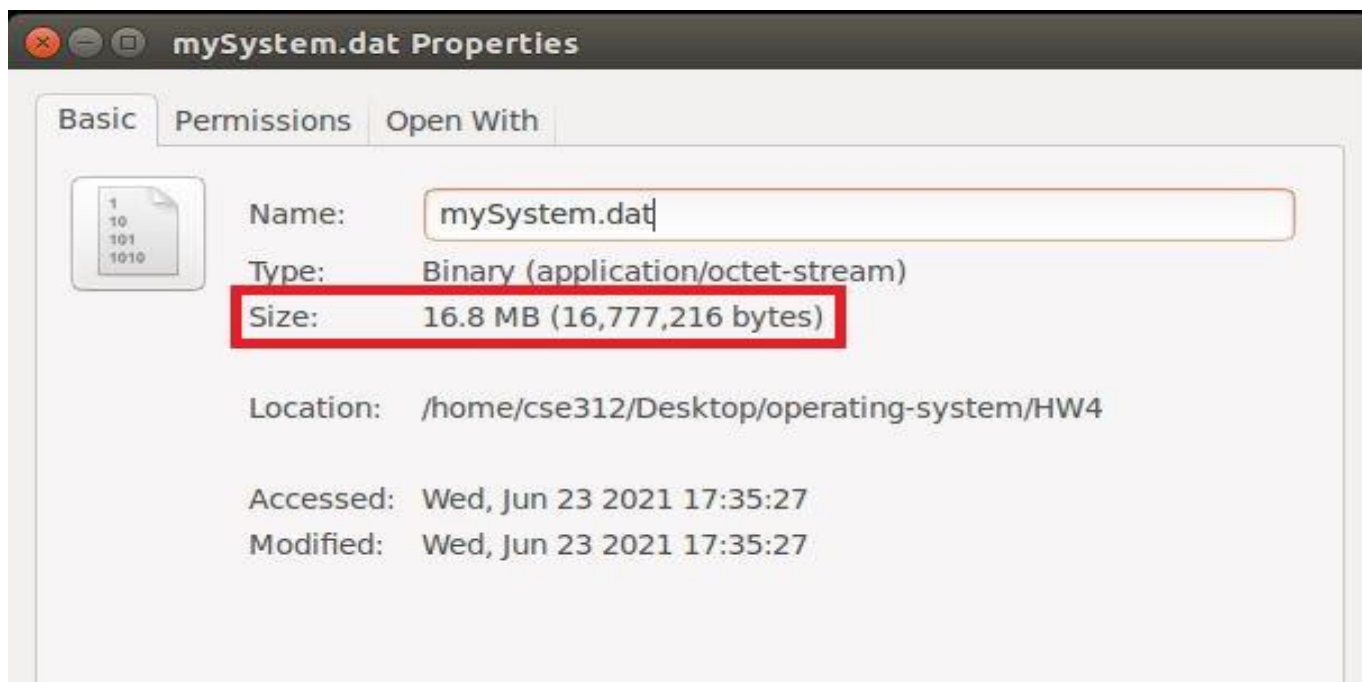 mySystem.dat Properties
Basic Permissions Open With
1
10
101
1010
Name: mySystem.dat
Type: Binary (application/octet-stream)
Size: 16.8 MB (16,777,216 bytes)
Location: /home/cse312/Desktop/operating-system/HW4
Accessed: Wed, Jun 23 2021 17:35:27
Modified: Wed, Jun 23 2021 17:35:27